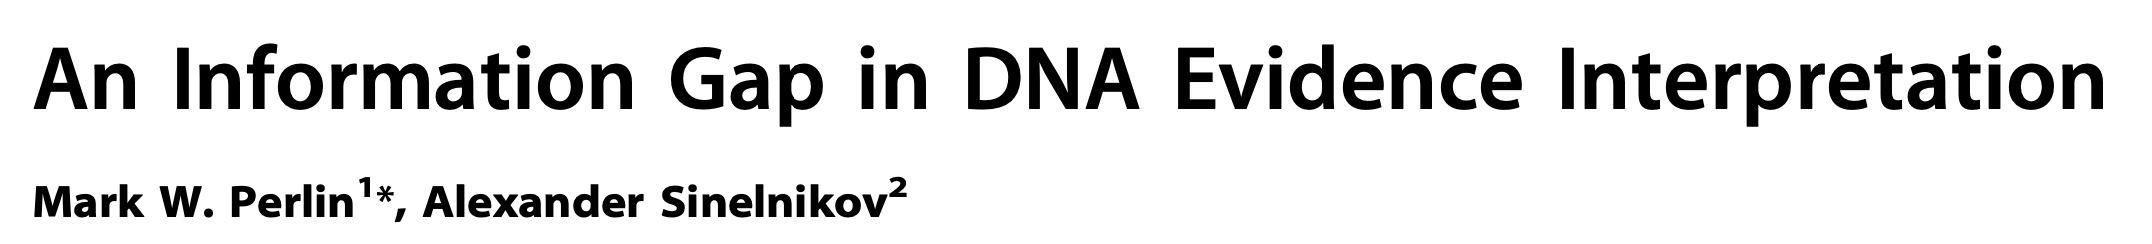 An Information Gap in DNA Evidence Interpretation
Mark W. Perlin¹*, Alexander Sinelnikov²